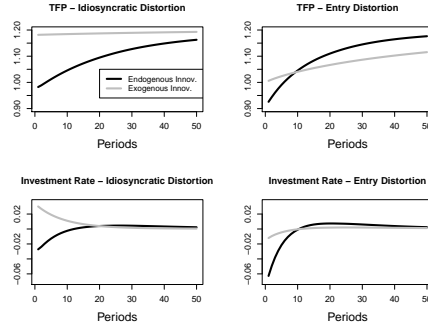 TFP − Idiosyncratic Distortion
TFP − Entry Distortion
0.90 1.00 1.10 1.20
Endogenous Innov.
Exogenous Innov.
0 10 20 30 40 50
Periods
0.90 1.00 1.10 1.20
0 10 20 30 40 50
Periods
Investment Rate − Idiosyncratic Distortion
Investment Rate − Entry Distortion
−0.06 −0.02 0.02
0 10 20 30 40 50
Periods
−0.06 0.02
0 10 20 30 40 50
Periods